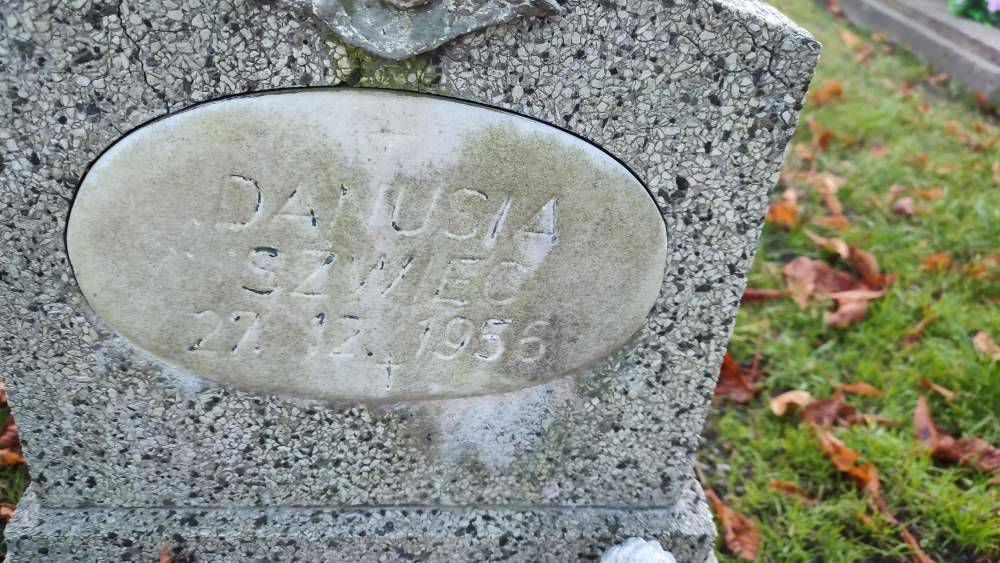 DANUSIA
SZWIEC
27. 12. 1956